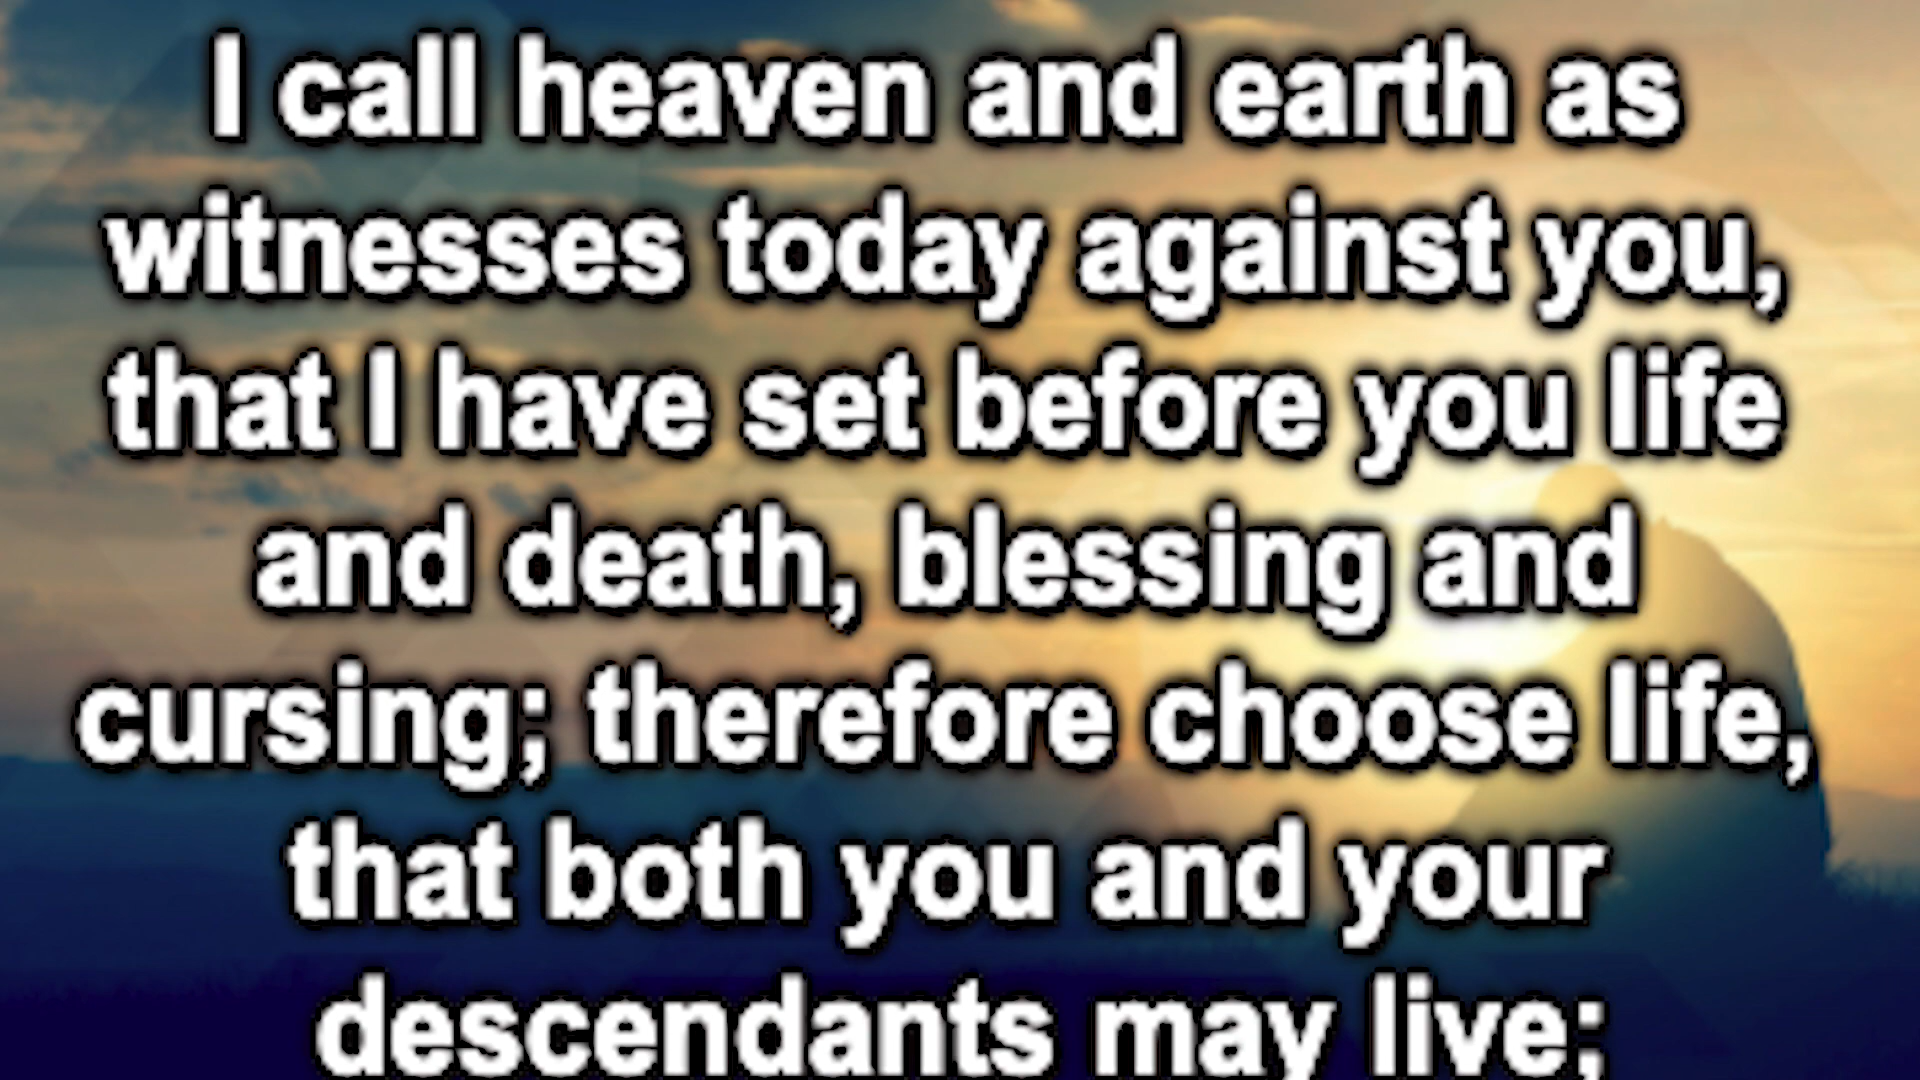 I call heaven and earth as
witnesses today against you,
that I have set before you life
and death, blessing and
cursing; therefore choose life,
that both you and your
descendants may live;